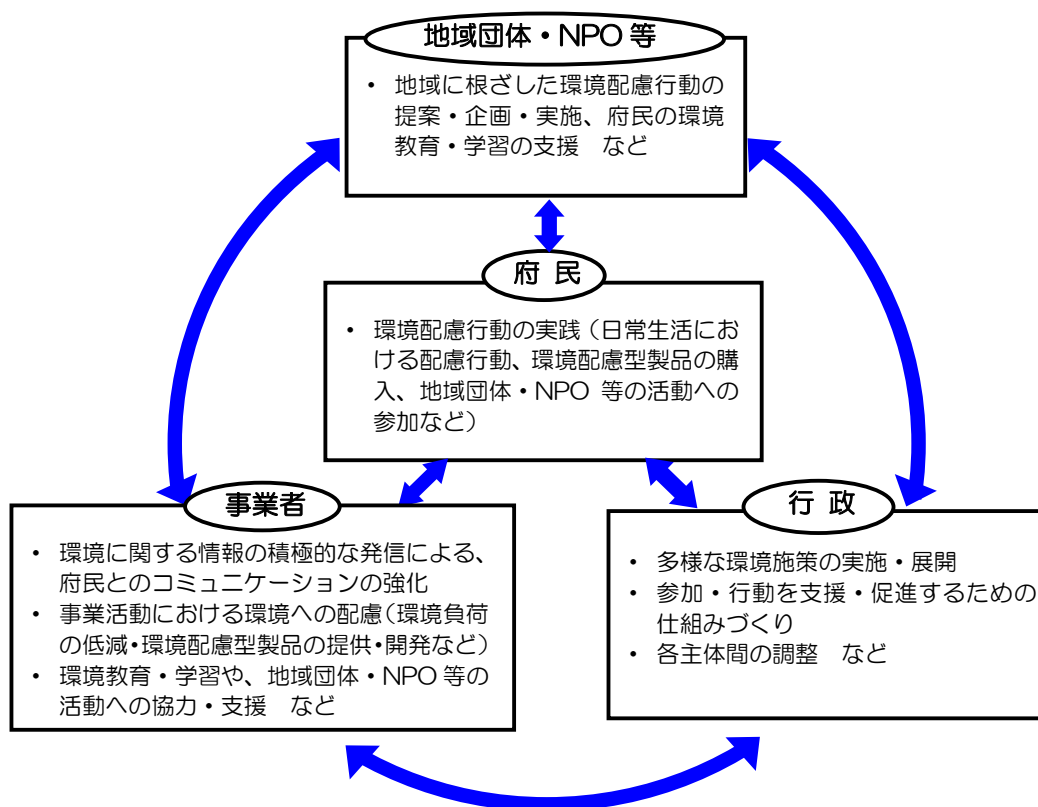 地域団体・NPO 等
・ 地域に根ざした環境配慮行動の
提案・企画・実施、府民の環境
教育・学習の支援　など
府 民
・ 環境配慮行動の実践（日常生活にお
ける配慮行動、環境配慮型製品の購
入、地域団体・NPO 等の活動への
参加など）
事業者
・ 環境に関する情報の積極的な発信による、
府民とのコミュニケーションの強化
・ 事業活動における環境への配慮（環境負荷
の低減・環境配慮型製品の提供・開発など）
・ 環境教育・学習や、地域団体・NPO 等の
活動への協力・支援　など
行 政
・ 多様な環境施策の実施・展開
・ 参加・行動を支援・促進するための
仕組みづくり
・ 各主体間の調整　など